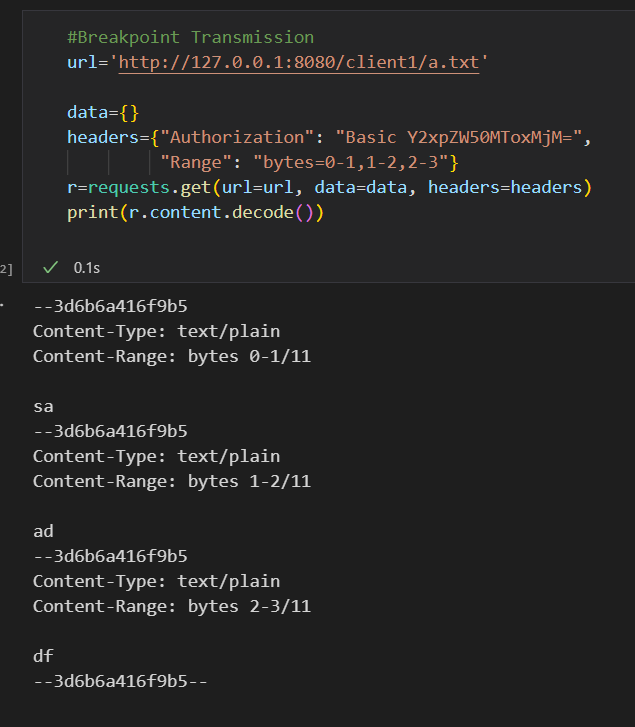 #Breakpoint Transmission
url='http://127.0.0.1:8080/client1/a.txt'
data={}
headers={"Authorization": "Basic Y2xpZW50MToxMjM=",
"Range": "bytes=0-1,1-2,2-3"}
r=requests.get(url=url, data=data, headers=headers)
print(r.content.decode())
2] ✓ 0.1s
--3d6b6a416f9b5
Content-Type: text/plain
Content-Range: bytes 0-1/11
sa
--3d6b6a416f9b5
Content-Type: text/plain
Content-Range: bytes 1-2/11
ad
--3d6b6a416f9b5
Content-Type: text/plain
Content-Range: bytes 2-3/11
df
--3d6b6a416f9b5--